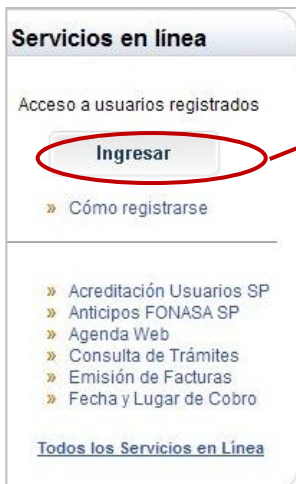 Servicios en línea
Acceso a usuarios registrados
Ingresar
» Cómo registrarse
» Acreditación Usuarios SP
» Anticipos FONASA SP
» Agenda Web
» Consulta de Trámites
» Emisión de Facturas
» Fecha y Lugar de Cobro
Todos los Servicios en Línea